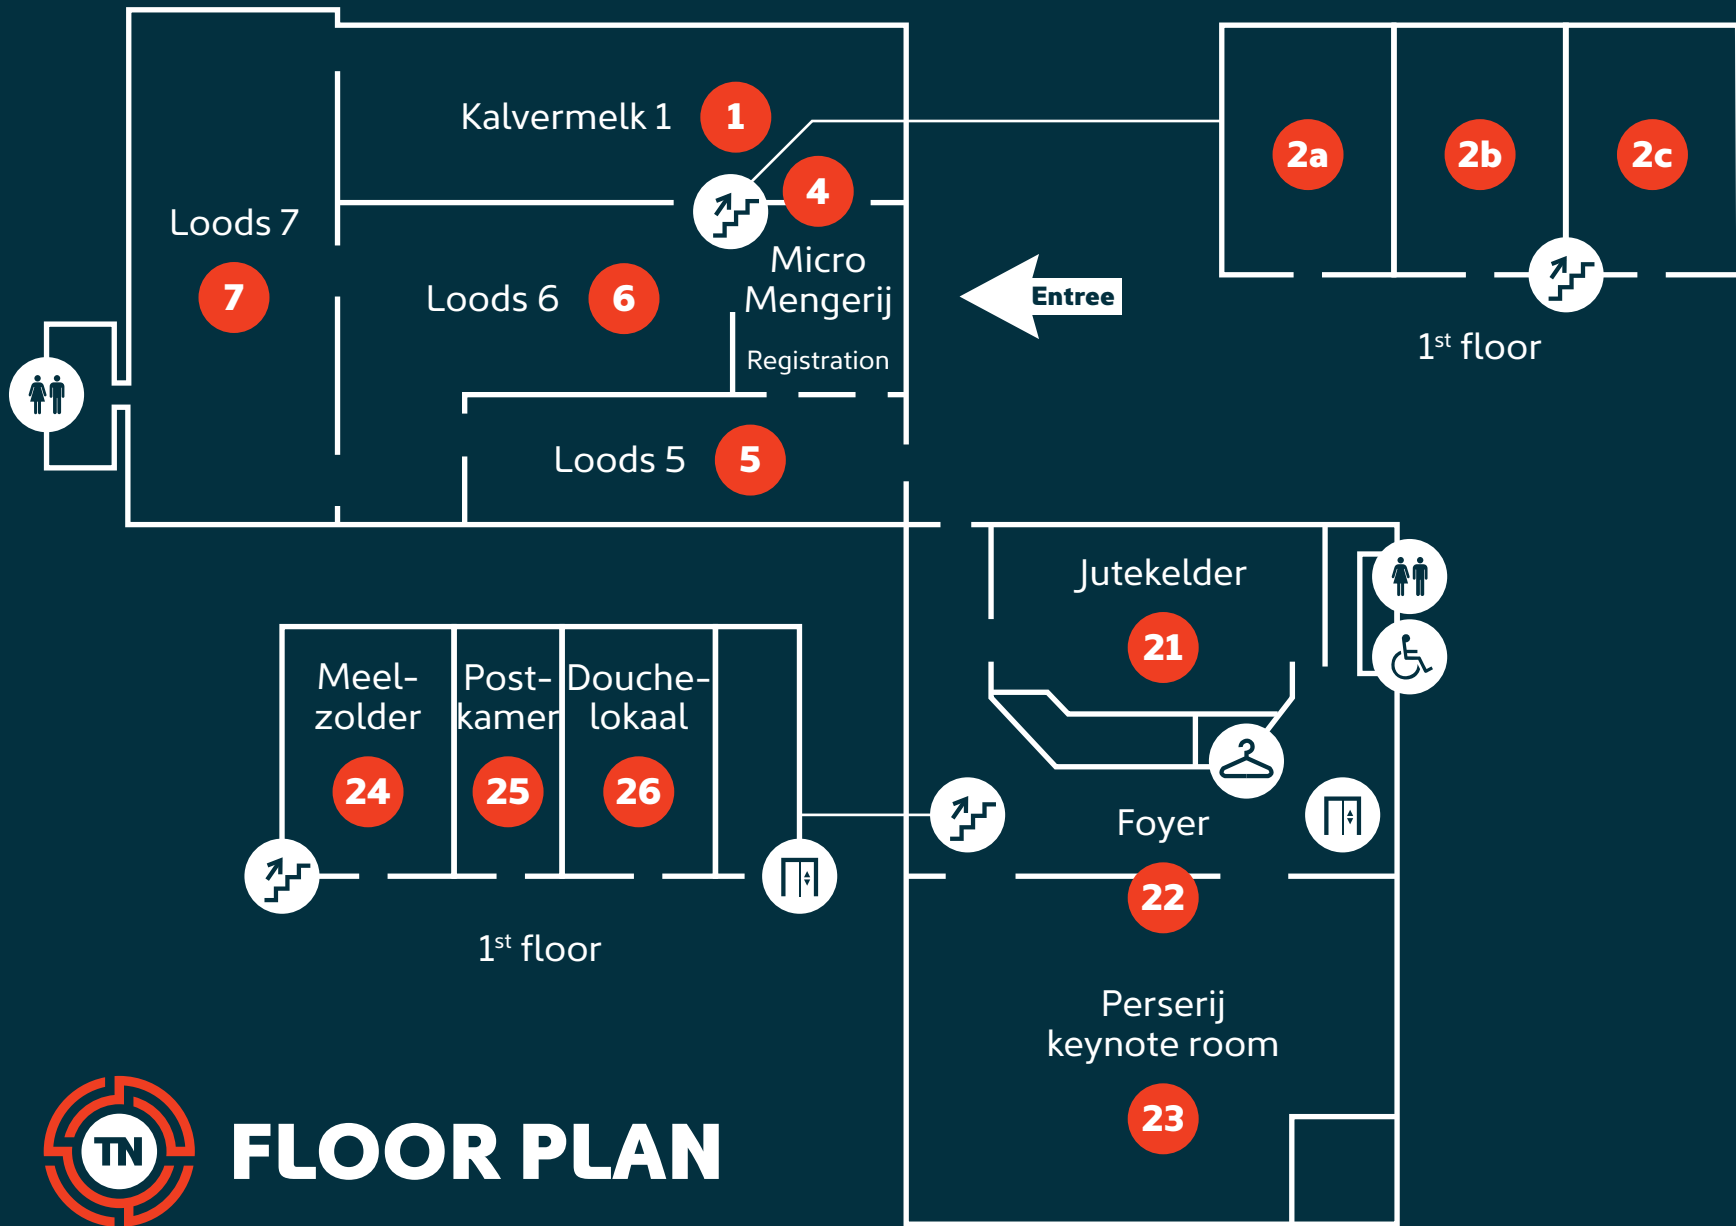 Kalvermelk 1
1
2a
2b
2c
4
Loods 7
7
Micro
Mengerij
Loods 6
6
Entree
Registration
1st floor
Loods 5
5
Jutekelder
21
Meel-
zolder
24
Post-
kamer
25
Douche-
lokaal
26
Foyer
22
1st floor
Perserij
keynote room
23
TN
FLOOR PLAN